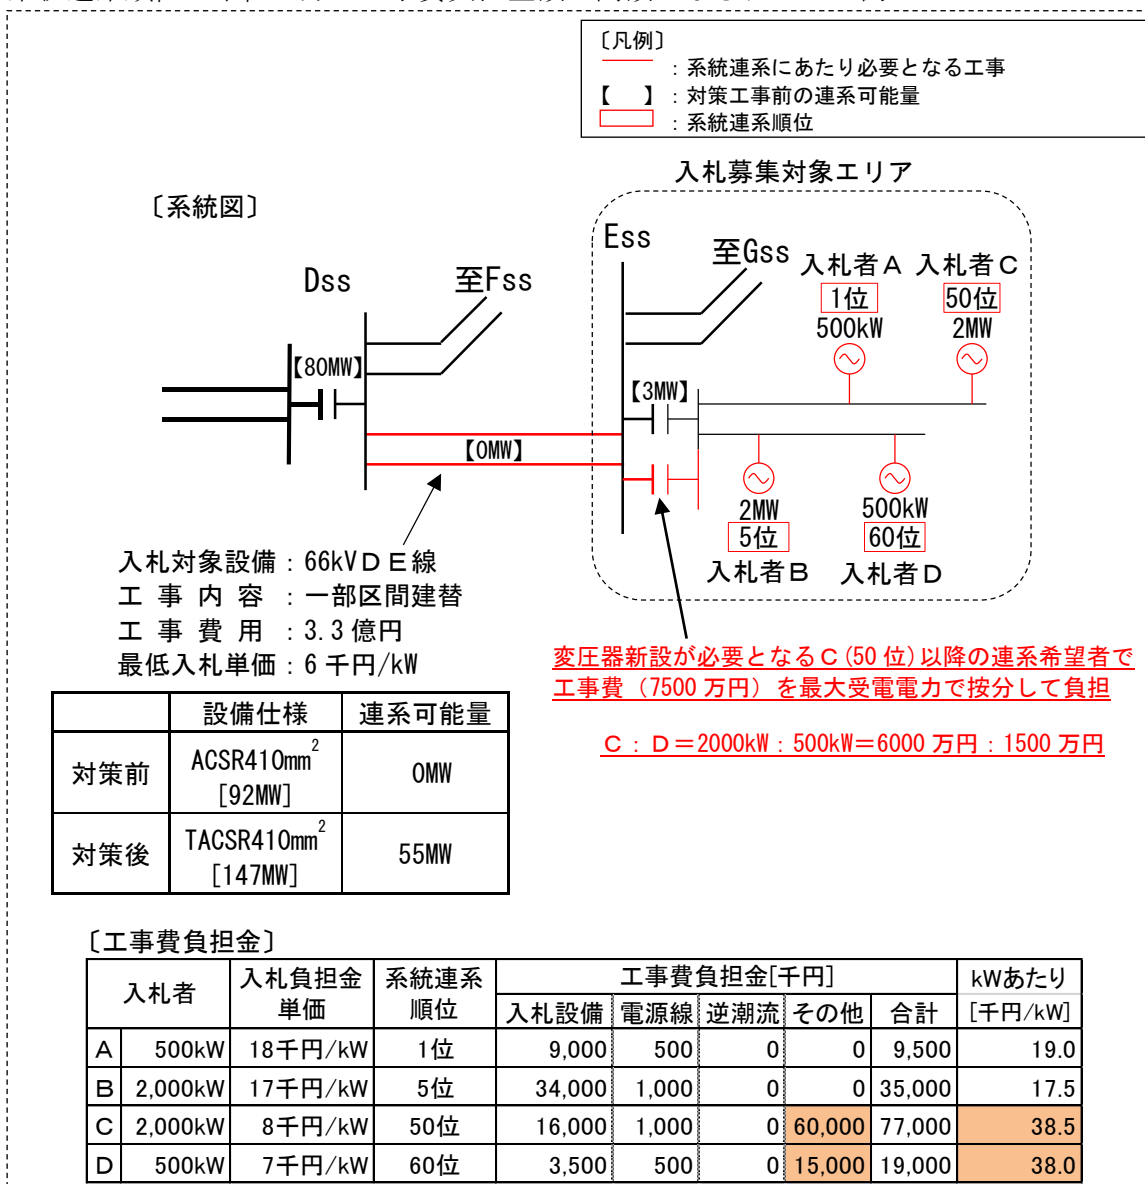 〔凡例〕
：系統連系にあたり必要となる工事
【　】：対策工事前の連系可能量
：系統連系順位
入札募集対象エリア
〔系統図〕
Ess
至Gss
入札者A 入札者C
Dss
至Fss
1位
50位
500kW
2MW
【80MW】
【3MW】
【0MW】
2MW
500kW
5位
60位
入札者B 入札者D
入札対象設備：66kVDE線
工事内容：一部区間建替
工事費用：3.3億円
最低入札単価：6千円/kW
変圧器新設が必要となるC(50位)以降の連系希望者で
工事費（7500万円）を最大受電電力で按分して負担
C：D＝2000kW：500kW＝6000万円：1500万円
設備仕様 連系可能量
対策前 ACSR410mm² [92MW] 0MW
対策後 TACSR410mm² [147MW] 55MW
〔工事費負担金〕
入札者 入札負担金単価 系統連系順位 工事費負担金[千円] kWあたり[千円/kW]
入札設備 電源線 逆潮流 その他 合計
A 500kW 18千円/kW 1位 9,000 500 0 0 9,500 19.0
B 2,000kW 17千円/kW 5位 34,000 1,000 0 0 35,000 17.5
C 2,000kW 8千円/kW 50位 16,000 1,000 0 60,000 77,000 38.5
D 500kW 7千円/kW 60位 3,500 500 0 15,000 19,000 38.0